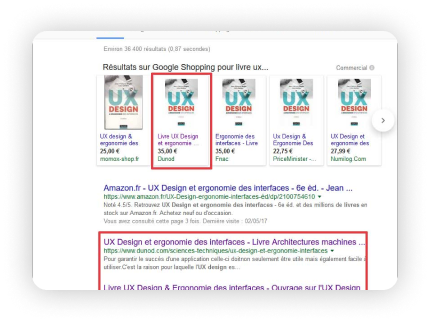 Environ 36 400 résultats (0,87 secondes)
Résultats sur Google Shopping pour livre ux...
Commercial
UX DESIGN
UX DESIGN
UX DESIGN
UX DESIGN
UX DESIGN
UX design &
ergonomie des
25,00 €
momox-shop.fr
Livre UX Design
et ergonomie ...
35,00 €
Dunod
Ergonomie des
interfaces - Livre
35,00 €
Fnac
Ux Design &
Ergonomie Des
22,75 €
PriceMinister -...
UX Design et
ergonomie des
27,99 €
Numilog.Com
Amazon.fr - UX Design et ergonomie des interfaces - 6e éd. - Jean ...
https://www.amazon.fr/UX-Design-ergonomie-interfaces-éd/dp/2100754610
Noté 4.5/5. Retrouvez UX Design et ergonomie des interfaces - 6e éd. et des millions de livres en
stock sur Amazon.fr. Achetez neuf ou d'occasion.
Vous avez consulté cette page 3 fois. Dernière visite : 02/05/17
UX Design et ergonomie des interfaces - Livre Architectures machines ...
https://www.dunod.com/sciences-techniques/ux-design-et-ergonomie-interfaces
Pour garantir le succès d'une application celle-ci doitnon seulement être utile mais également facile à
utiliser.C'est la raison pour laquelle l'UX design es...
Livre UX Design & Ergonomie des interfaces - Ouvrage sur l'UX Design